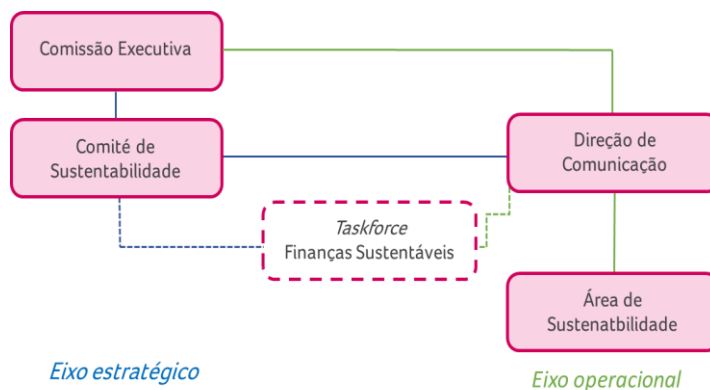 Comissão Executiva
Comité de
Sustentabilidade
Direção de
Comunicação
Taskforce
Finanças Sustentáveis
Área de
Sustenatbilidade
Eixo estratégico
Eixo operacional